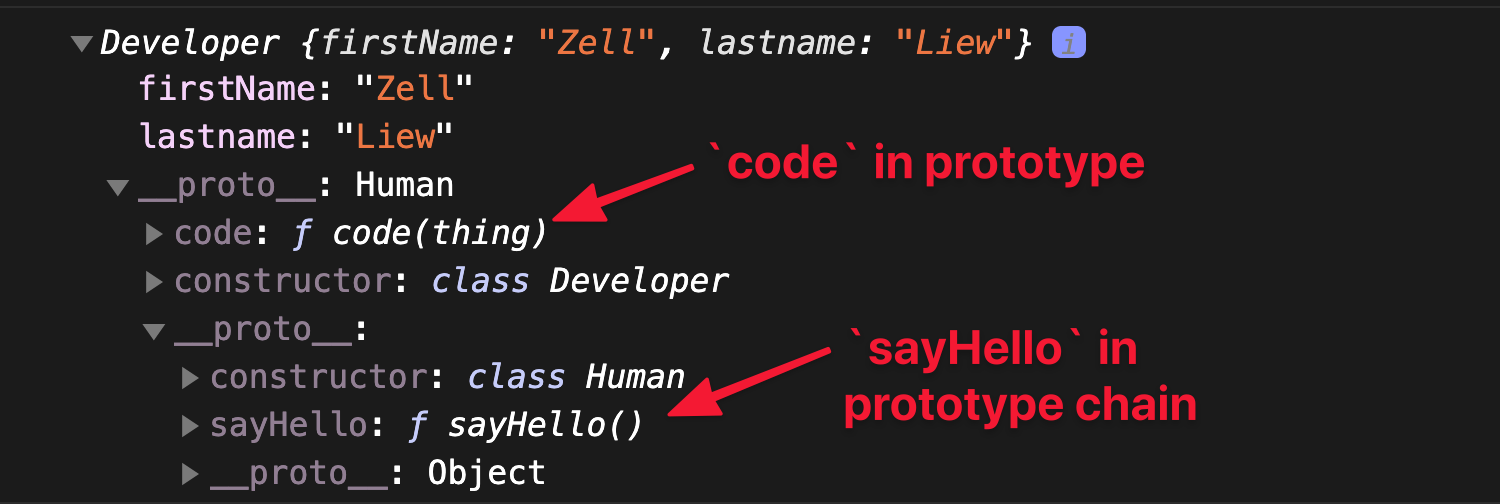 ▼Developer {firstName: "Zell", lastname: "Liew"} i
firstName: "Zell"
lastname: "Liew"
`code` in prototype
▼__proto__: Human
▶code: ƒ code(thing)
▶constructor: class Developer
▼__proto__:
`sayHello` in
prototype chain
▶constructor: class Human
▶sayHello: ƒ sayHello()
▶__proto__: Object